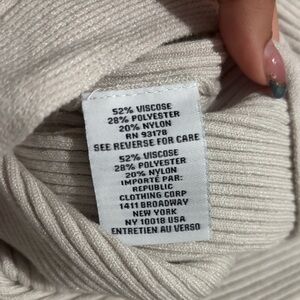 52% VISCOSE
28% POLYESTER
20% NYLON
RN 93178
SEE REVERSE FOR CARE
52% VISCOSE
28% POLYESTER
20% NYLON
IMPORTÉ PAR:
REPUBLIC
CLOTHING CORP
1411 BROADWAY
NEW YORK
NY 10018 USA
ENTRETIEN AU VERSO